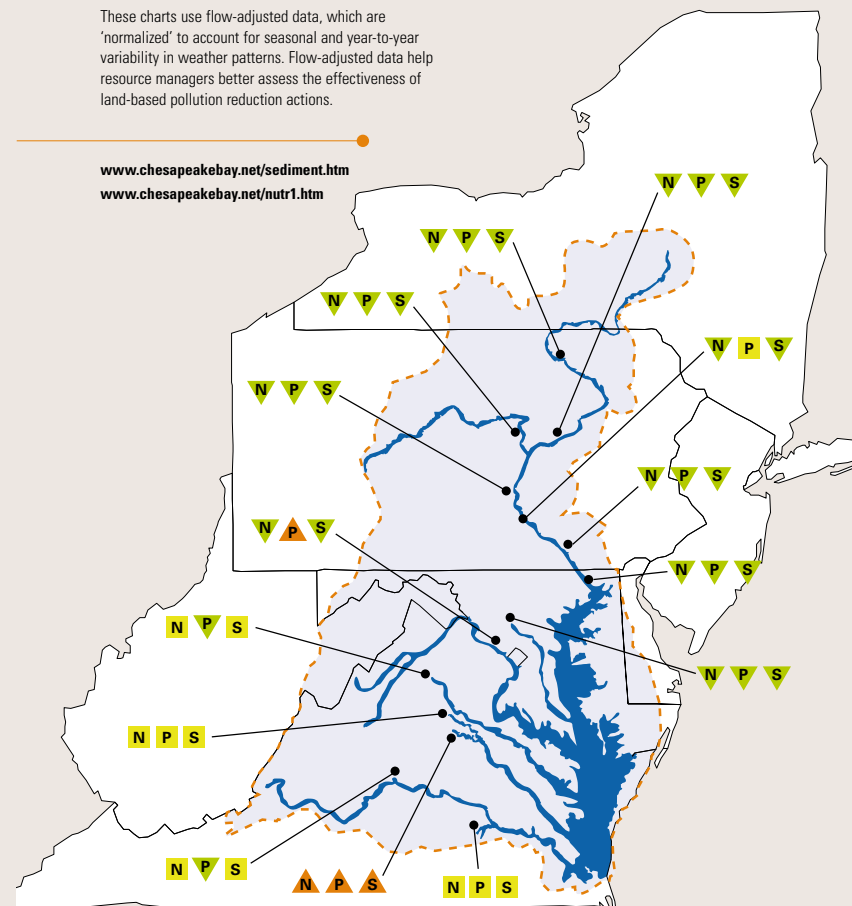 These charts use flow-adjusted data, which are
‘normalized’ to account for seasonal and year-to-year
variability in weather patterns. Flow-adjusted data help
resource managers better assess the effectiveness of
land-based pollution reduction actions.
www.chesapeakebay.net/sediment.htm
www.chesapeakebay.net/nutr1.htm
N P S
N P S
N P S
N P S
N P S
N P S
N P S
N P S
N P S
N P S
N P S
N P S
N P S
N P S